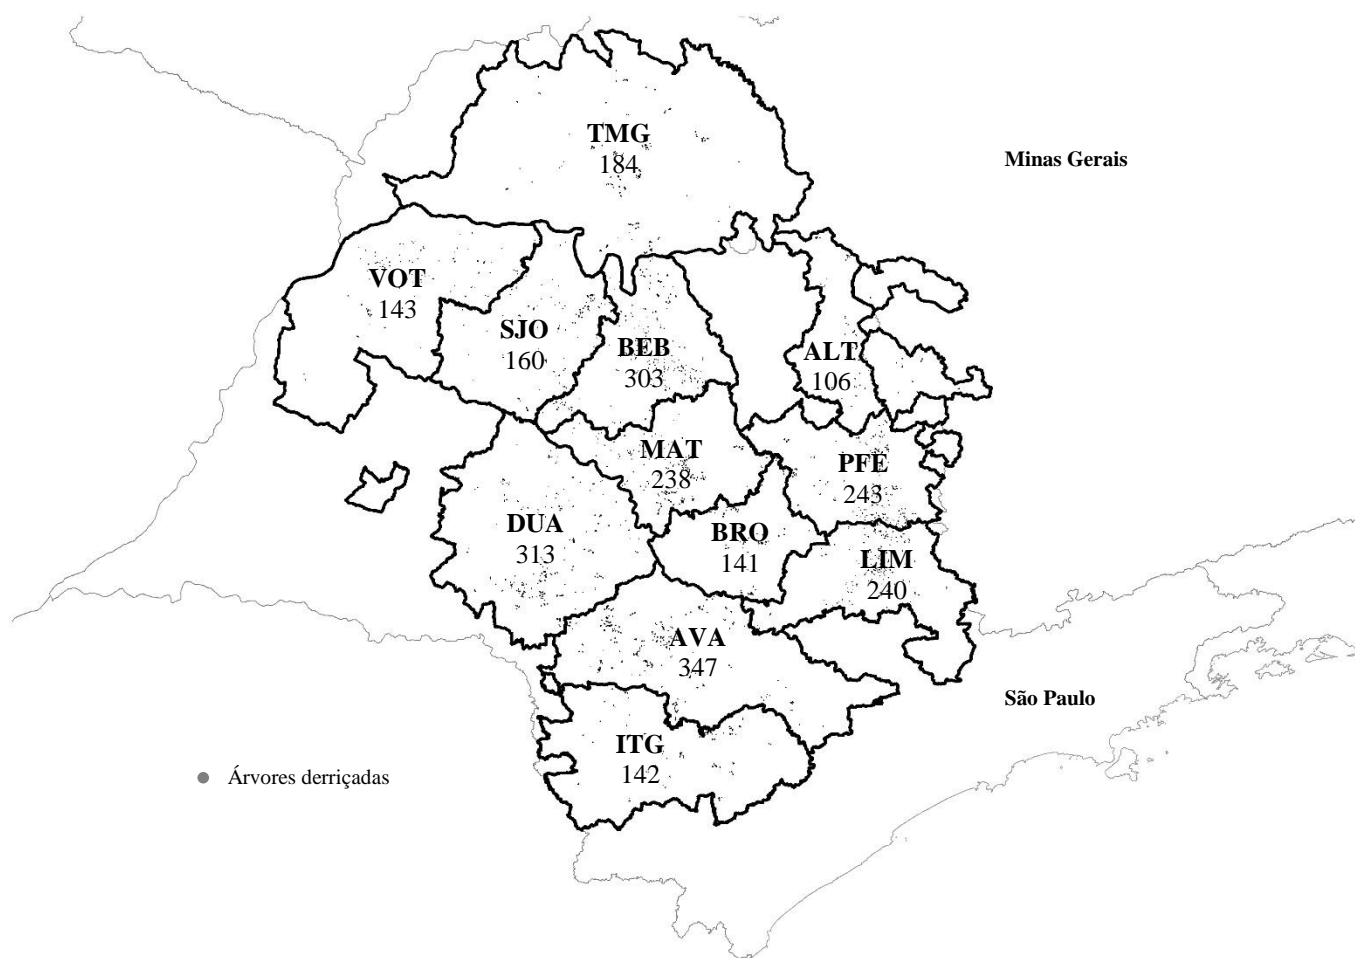 TMG
184
Minas Gerais
VOT
143
SJO
160
BEB
303
ALT
106
MAT
238
PFE
243
DUA
313
BRO
141
LIM
240
AVA
347
São Paulo
ITG
142
Árvores derriçadas